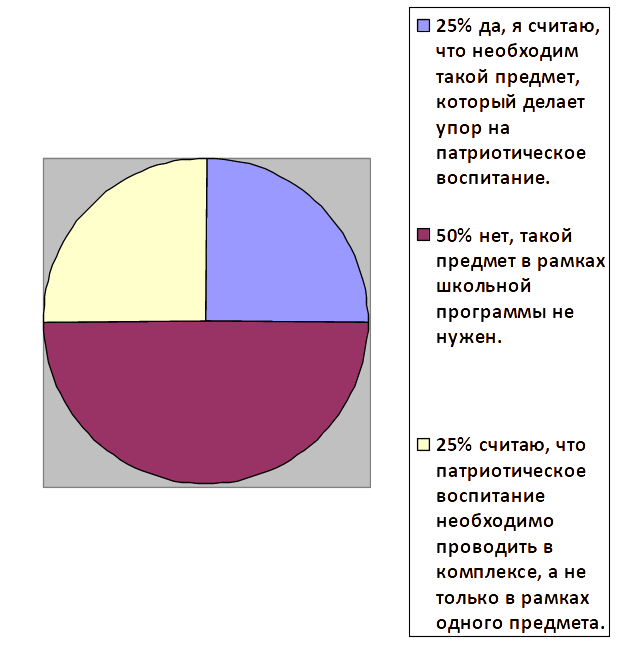 25% да, я считаю,
что необходим
такой предмет,
который делает
упор на
патриотическое
воспитание.
50% нет, такой
предмет в рамках
школьной
программы не
нужен.
25% считаю, что
патриотическое
воспитание
необходимо
проводить в
комплексе, а не
только в рамках
одного предмета.